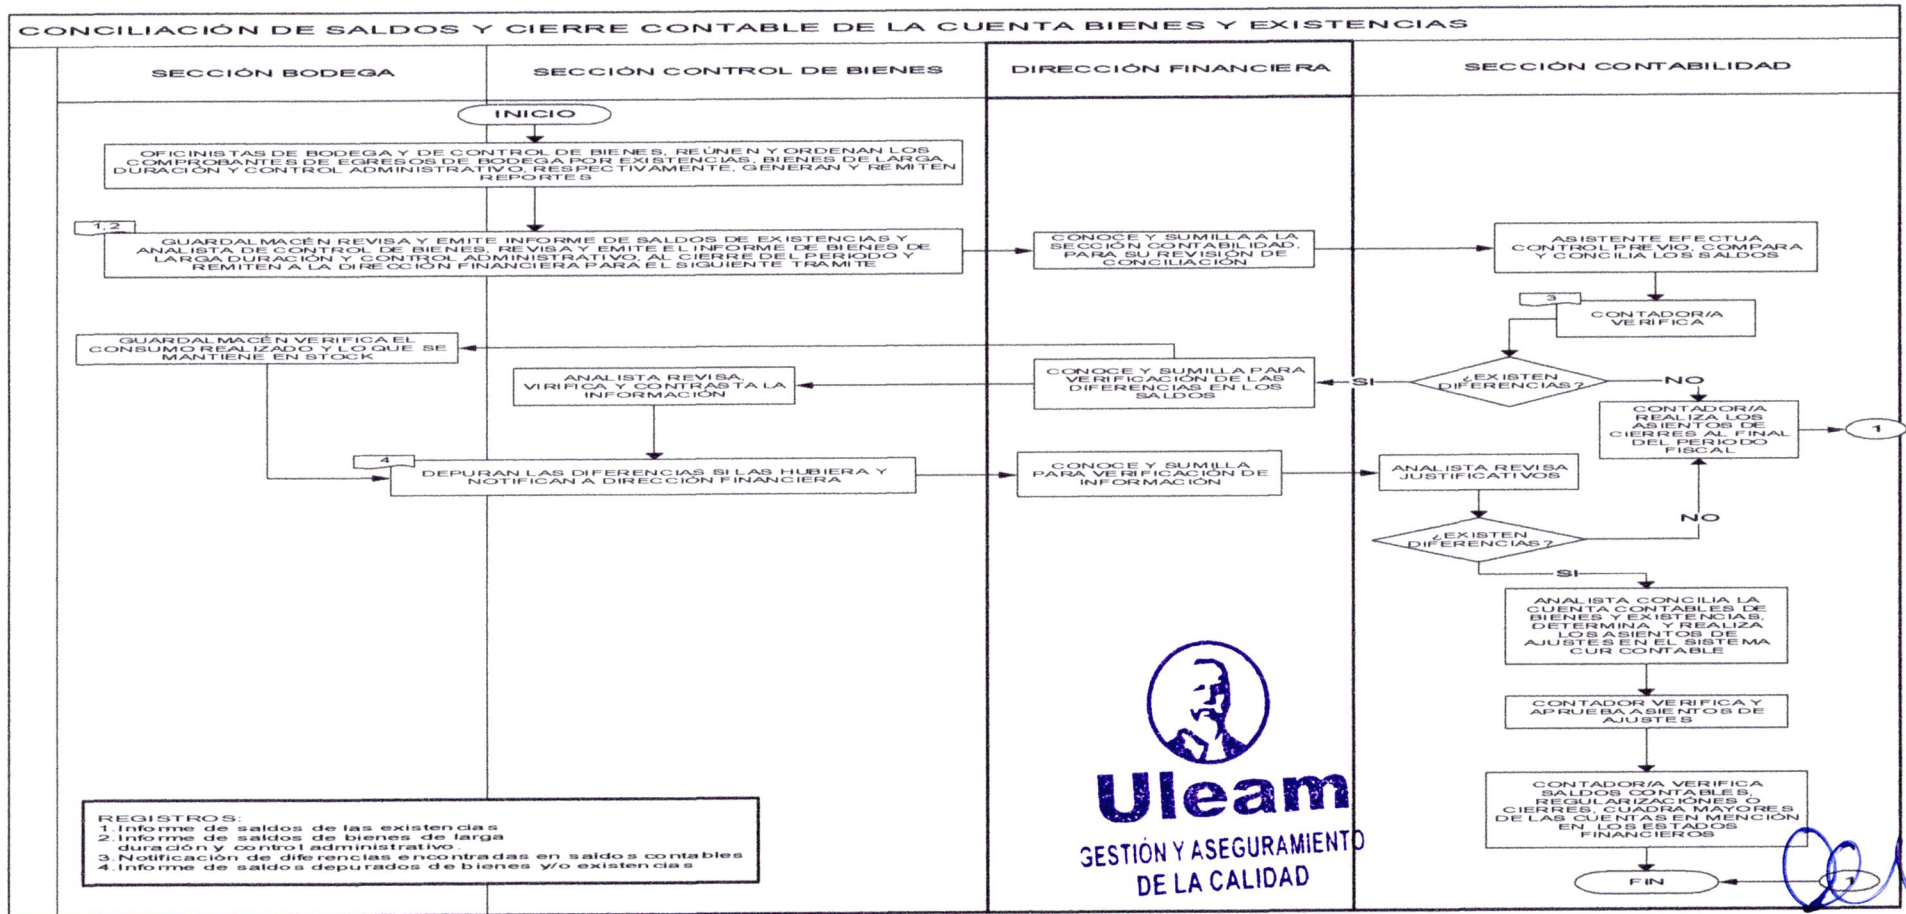 CONCILIACIÓN DE SALDOS Y CIERRE CONTABLE DE LA CUENTA BIENES Y EXISTENCIAS
SECCIÓN BODEGA
SECCIÓN CONTROL DE BIENES
DIRECCIÓN FINANCIERA
SECCIÓN CONTABILIDAD
INICIO
OFICINISTAS DE BODEGA Y DE CONTROL DE BIENES, REÚNEN Y ORDENAN LOS
COMPROBANTES DE EGRESOS DE BODEGA POR EXISTENCIAS, BIENES DE LARGA
DURACIÓN Y CONTROL ADMINISTRATIVO, RESPECTIVAMENTE, GENERAN Y REMITEN
REPORTES
1, 2
GUARDALMACÉN REVISA Y EMITE INFORME DE SALDOS DE EXISTENCIAS Y
ANALISTA DE CONTROL DE BIENES, REVISA Y EMITE EL INFORME DE BIENES DE
LARGA DURACIÓN Y CONTROL ADMINISTRATIVO, AL CIERRE DEL PERIODO Y
REMITEN A LA DIRECCIÓN FINANCIERA PARA EL SIGUIENTE TRAMITE
CONOCE Y SUMILLA A LA
SECCIÓN CONTABILIDAD,
PARA SU REVISIÓN DE
CONCILIACIÓN
ASISTENTE EFECTUA
CONTROL PREVIO, COMPARA
Y CONCILIA LOS SALDOS
3
CONTADOR/A
VERIFICA
GUARDALMACÉN VERIFICA EL
CONSUMO REALIZADO Y LO QUE SE
MANTIENE EN STOCK
ANALISTA REVISA,
VIRIFICA Y CONTRASTA LA
INFORMACIÓN
CONOCE Y SUMILLA PARA
VERIFICACIÓN DE LAS
DIFERENCIAS EN LOS
SALDOS
SI
¿EXISTEN
DIFERENCIAS?
NO
CONTADOR/A
REALIZA LOS
ASIENTOS DE
CIERRES AL FINAL
DEL PERIODO
FISCAL
1
4
DEPURAN LAS DIFERENCIAS SI LAS HUBIERA Y
NOTIFICAN A DIRECCIÓN FINANCIERA
CONOCE Y SUMILLA
PARA VERIFICACIÓN DE
INFORMACIÓN
ANALISTA REVISA
JUSTIFICATIVOS
NO
¿EXISTEN
DIFERENCIAS?
SI
ANALISTA CONCILIA LA
CUENTA CONTABLES DE
BIENES Y EXISTENCIAS,
DETERMINA Y REALIZA
LOS ASIENTOS DE
AJUSTES EN EL SISTEMA
CUR CONTABLE
CONTADOR VERIFICA Y
APRUEBA ASIENTOS DE
AJUSTES
CONTADOR/A VERIFICA
SALDOS CONTABLES,
REGULARIZACIÓNES O
CIERRES, CUADRA MAYORES
DE LAS CUENTAS EN MENCIÓN
EN LOS ESTADOS
FINANCIEROS
FIN
1
REGISTROS:
1. Informe de saldos de las existencias
2. Informe de saldos de bienes de larga
duración y control administrativo.
3. Notificación de diferencias encontradas en saldos contables
4. Informe de saldos depurados de bienes y/o existencias
Uleam
GESTIÓN Y ASEGURAMIENTO
DE LA CALIDAD